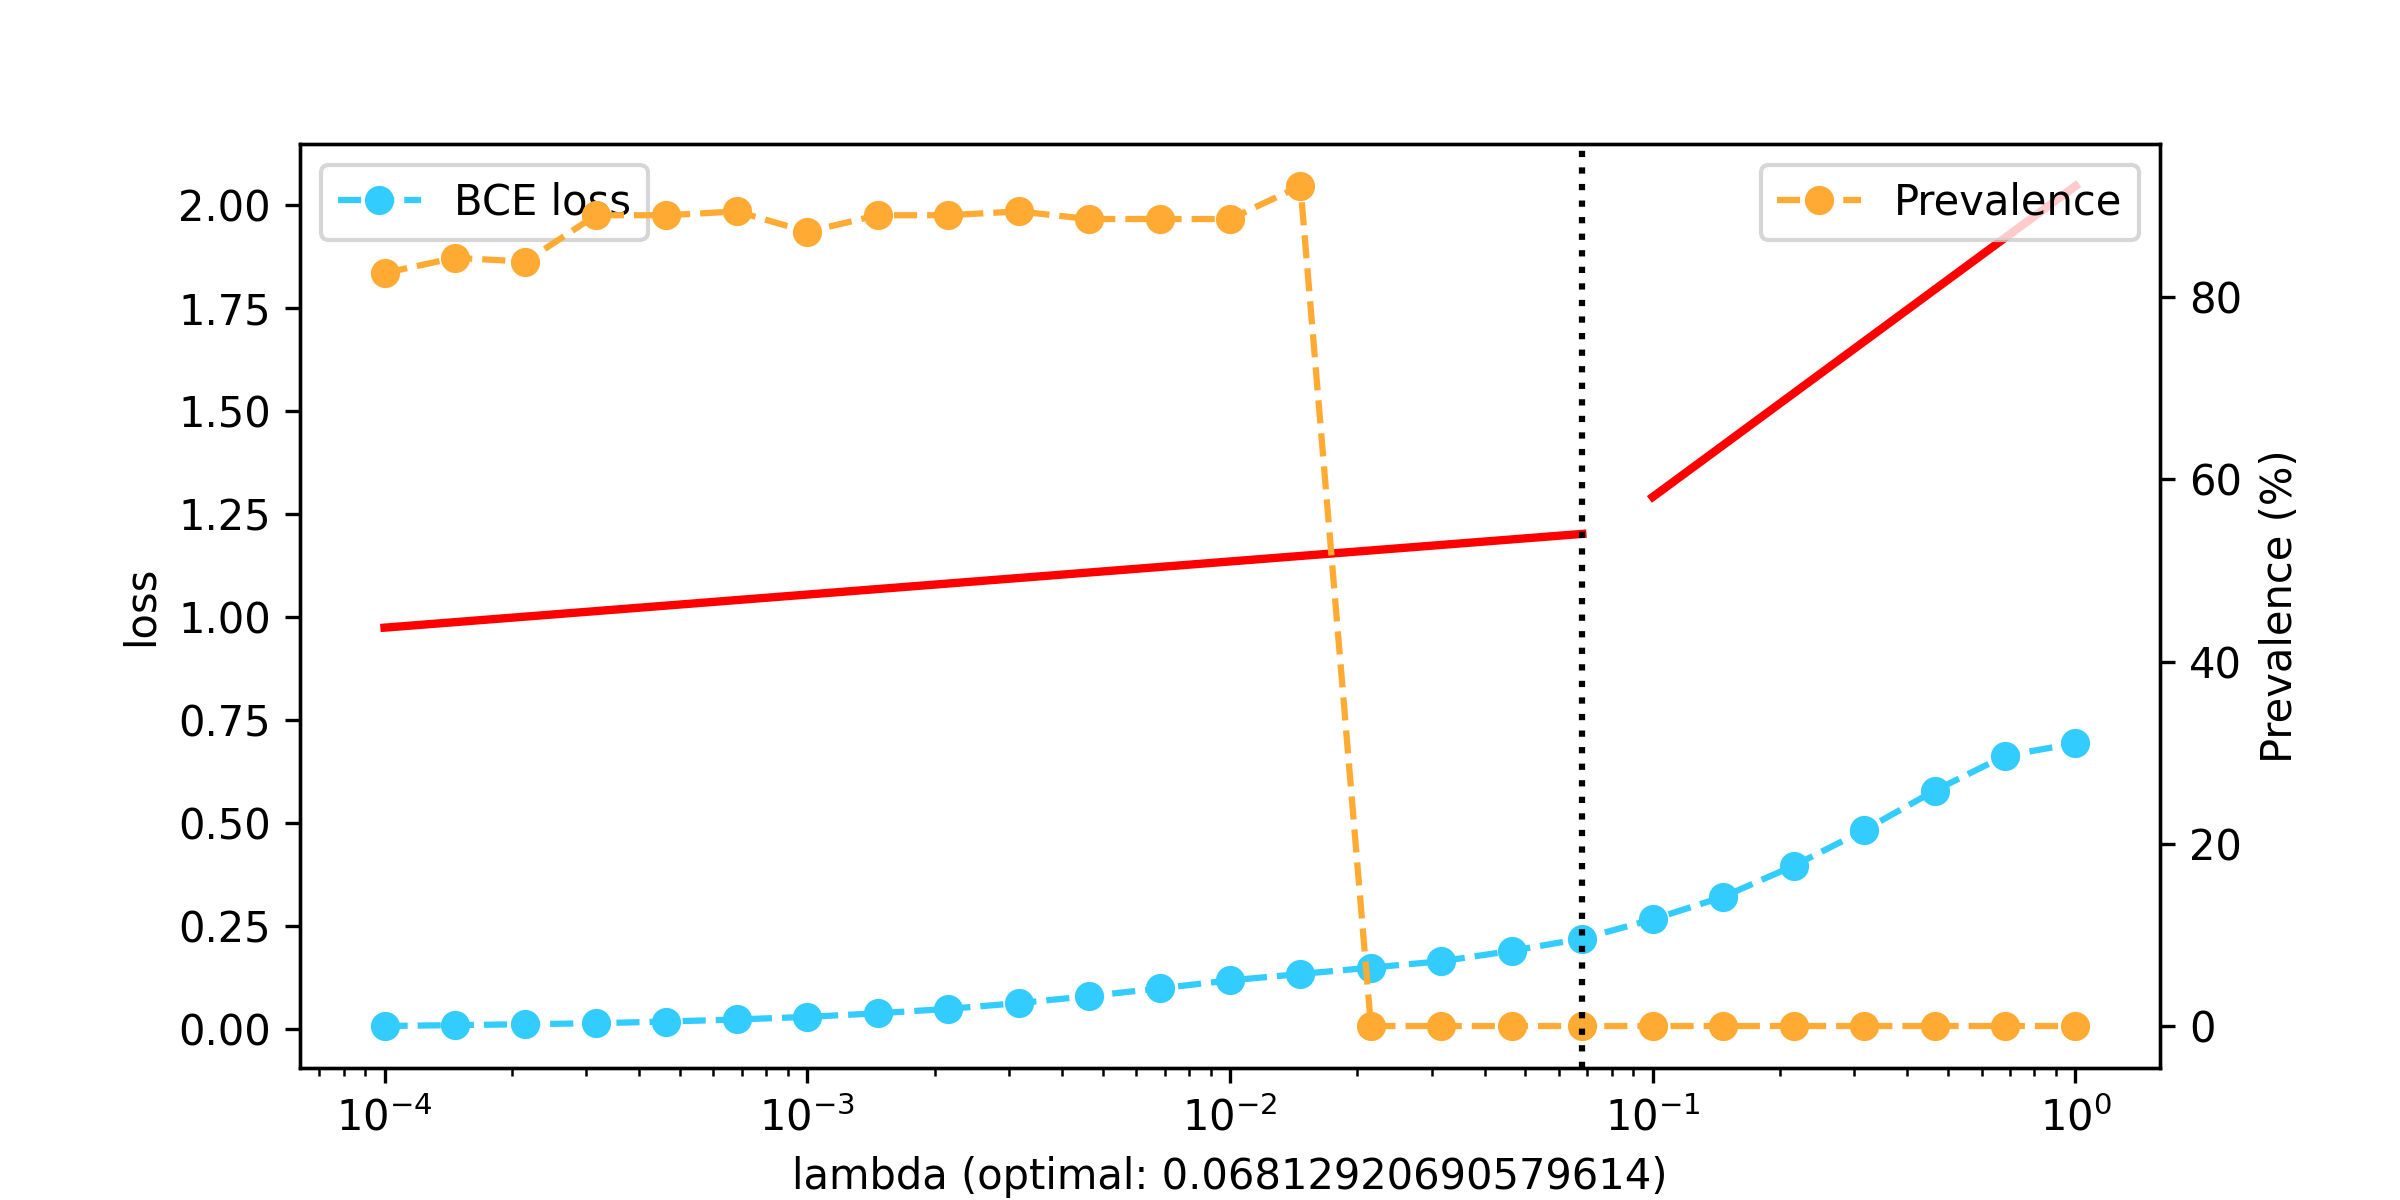 BCE loss
Prevalence
2.00
1.75
1.50
1.25
1.00
0.75
0.50
0.25
0.00
loss
80
60
40
20
0
Prevalence (%)
10⁻⁴ 10⁻³ 10⁻² 10⁻¹ 10⁰
lambda (optimal: 0.06812920690579614)